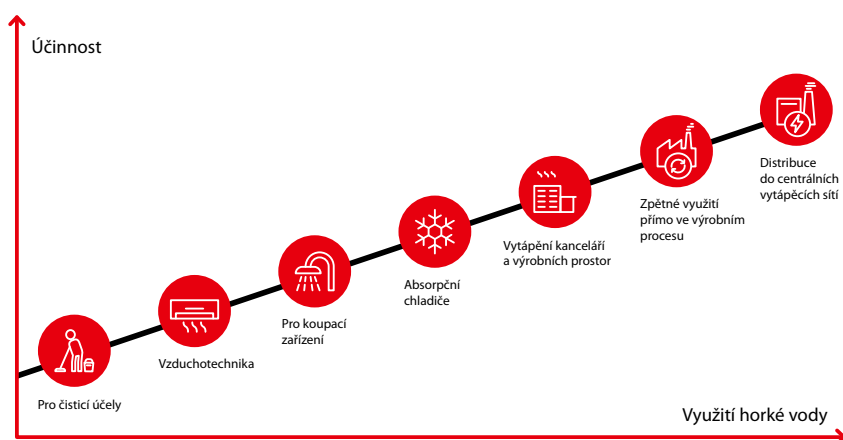 Účinnost
Distribuce
do centrálních
vytápěcích sítí
Zpětné využití
přímo ve výrobním
procesu
Vytápění kanceláří
a výrobních prostor
Absorpční
chladiče
Pro koupací
zařízení
Vzduchotechnika
Pro čisticí účely
Využití horké vody